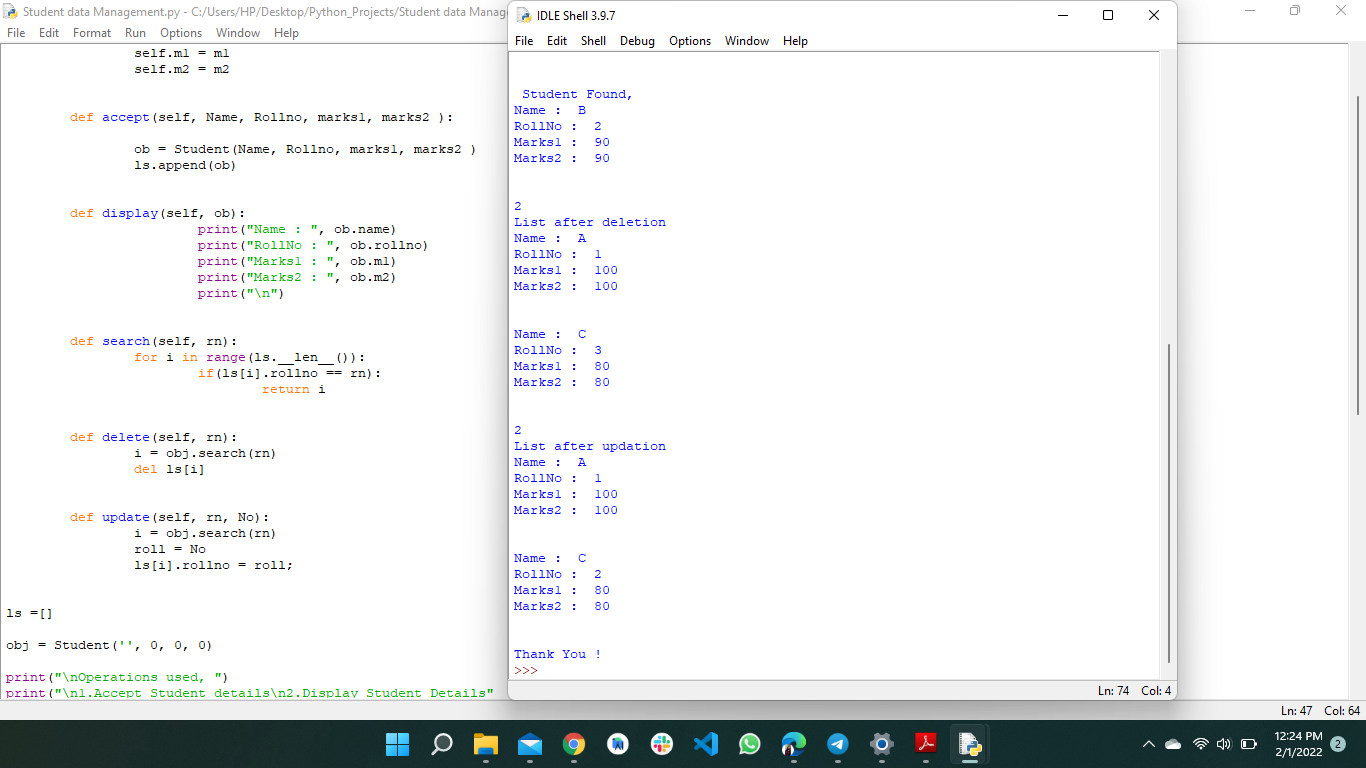 Student data Management.py - C:/Users/HP/Desktop/Python_Projects/Student data Manag
File Edit Format Run Options Window Help
self.m1 = m1
self.m2 = m2
def accept(self, Name, Rollno, marks1, marks2 ):
ob = Student(Name, Rollno, marks1, marks2 )
ls.append(ob)
def display(self, ob):
print("Name : ", ob.name)
print("RollNo : ", ob.rollno)
print("Marks1 : ", ob.m1)
print("Marks2 : ", ob.m2)
print("\n")
def search(self, rn):
for i in range(ls.__len__()):
if(ls[i].rollno == rn):
return i
def delete(self, rn):
i = obj.search(rn)
del ls[i]
def update(self, rn, No):
i = obj.search(rn)
roll = No
ls[i].rollno = roll;
ls =[]
obj = Student('', 0, 0, 0)
print("\nOperations used, ")
print("\n1.Accept Student details\n2.Display Student Details"
IDLE Shell 3.9.7
File Edit Shell Debug Options Window Help
Student Found,
Name :  B
RollNo :  2
Marks1 :  90
Marks2 :  90
2
List after deletion
Name :  A
RollNo :  1
Marks1 :  100
Marks2 :  100
Name :  C
RollNo :  3
Marks1 :  80
Marks2 :  80
2
List after updation
Name :  A
RollNo :  1
Marks1 :  100
Marks2 :  100
Name :  C
RollNo :  2
Marks1 :  80
Marks2 :  80
Thank You !
>>>
Ln: 74 Col: 4
Ln: 47 Col: 64
12:24 PM
2/1/2022
2